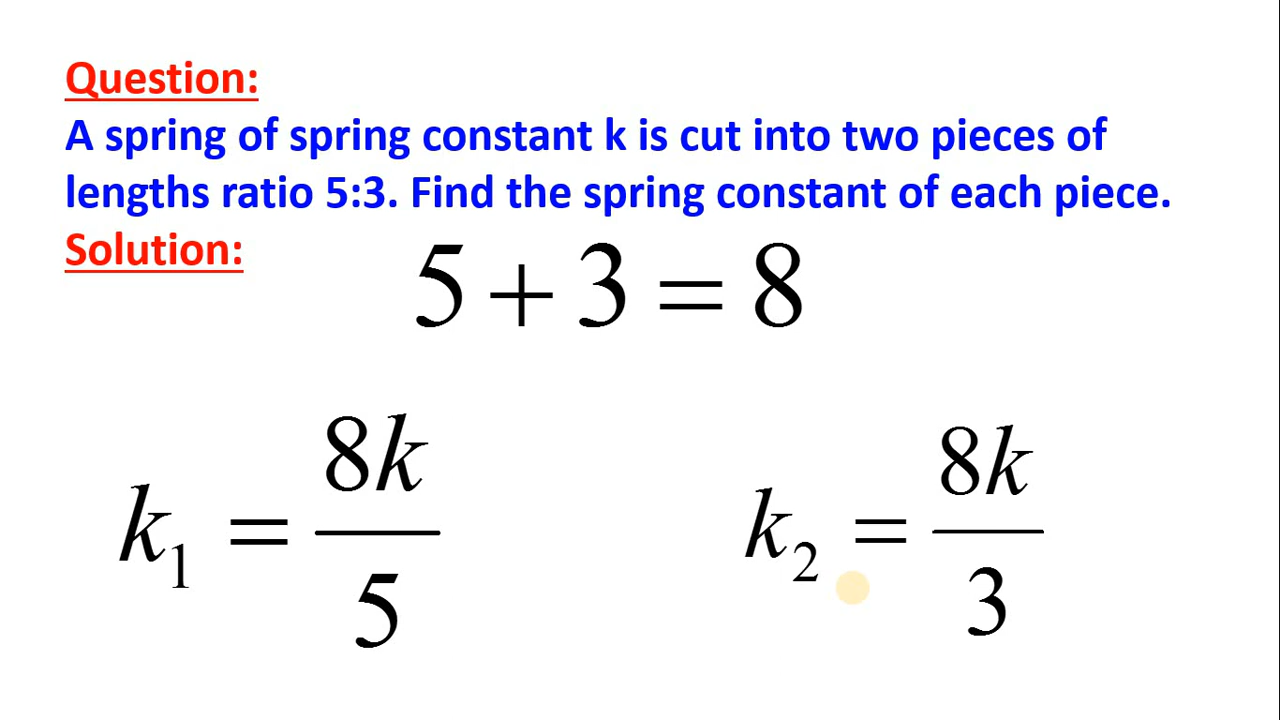 Question:
A spring of spring constant k is cut into two pieces of
lengths ratio 5:3. Find the spring constant of each piece.
Solution:
5 + 3 = 8
k₁ = 8k/5
k₂ = 8k/3